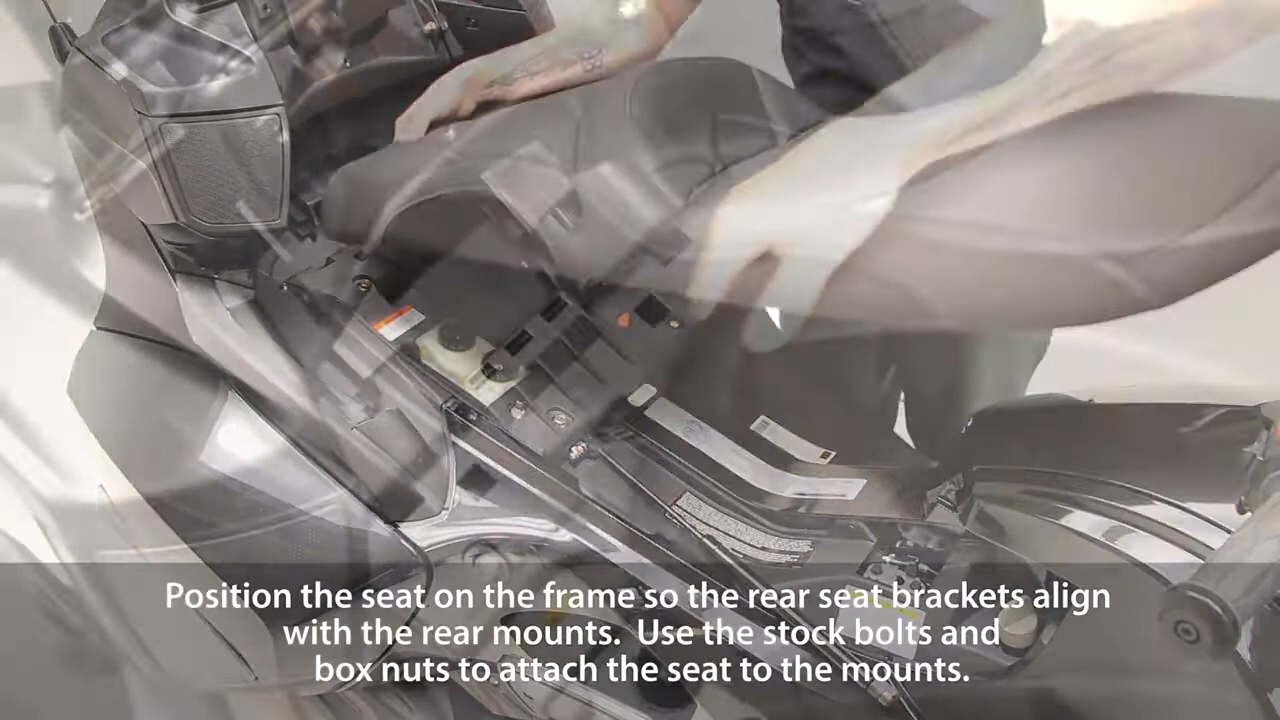 Position the seat on the frame so the rear seat brackets align
with the rear mounts.  Use the stock bolts and
box nuts to attach the seat to the mounts.